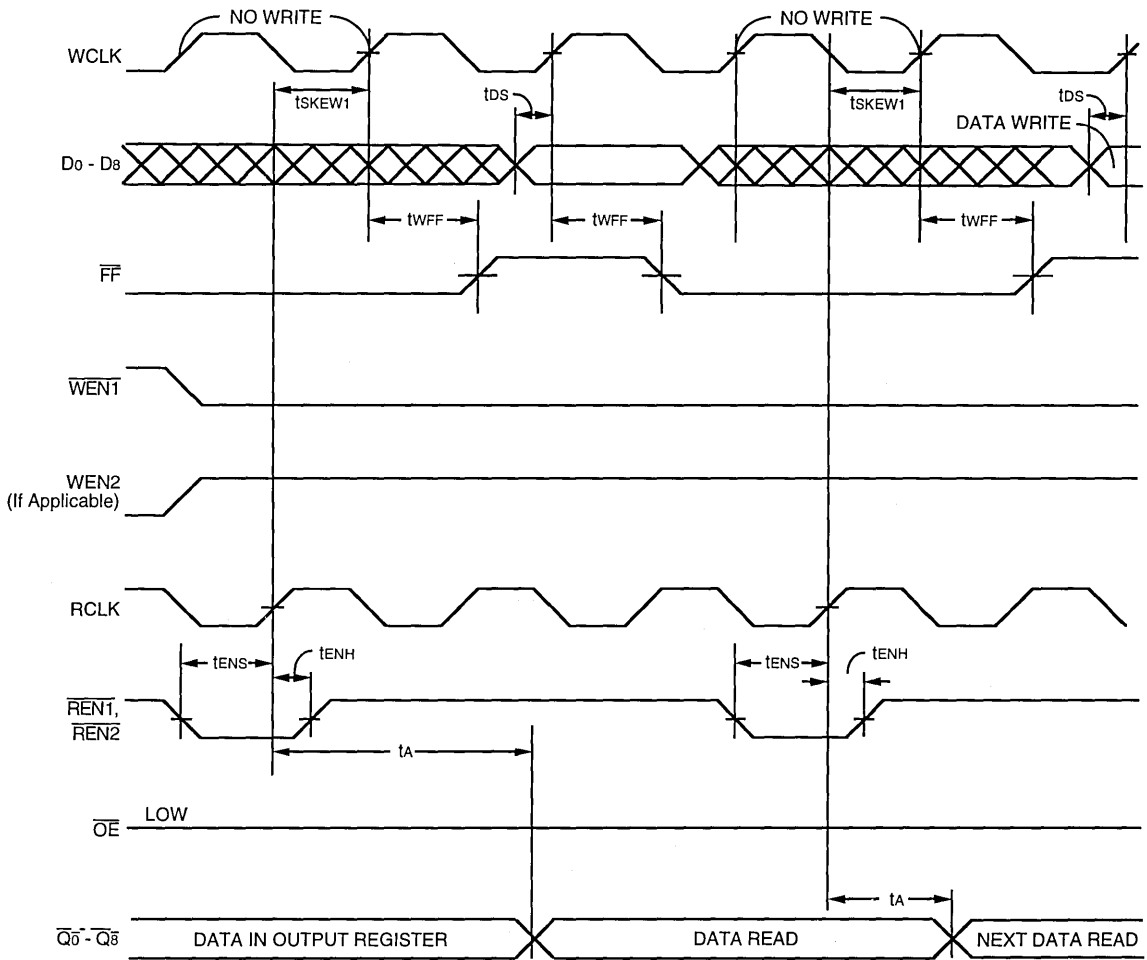 NO WRITE NO WRITE
WCLK
tSKEW1 tDS tSKEW1 tDS
DATA WRITE
D0 - D8
tWFF tWFF tWFF
FF
WEN1
WEN2
(If Applicable)
RCLK
tENS tENH tENS tENH
REN1,
REN2
tA
LOW
OE
tA
Q0 - Q8 DATA IN OUTPUT REGISTER DATA READ NEXT DATA READ